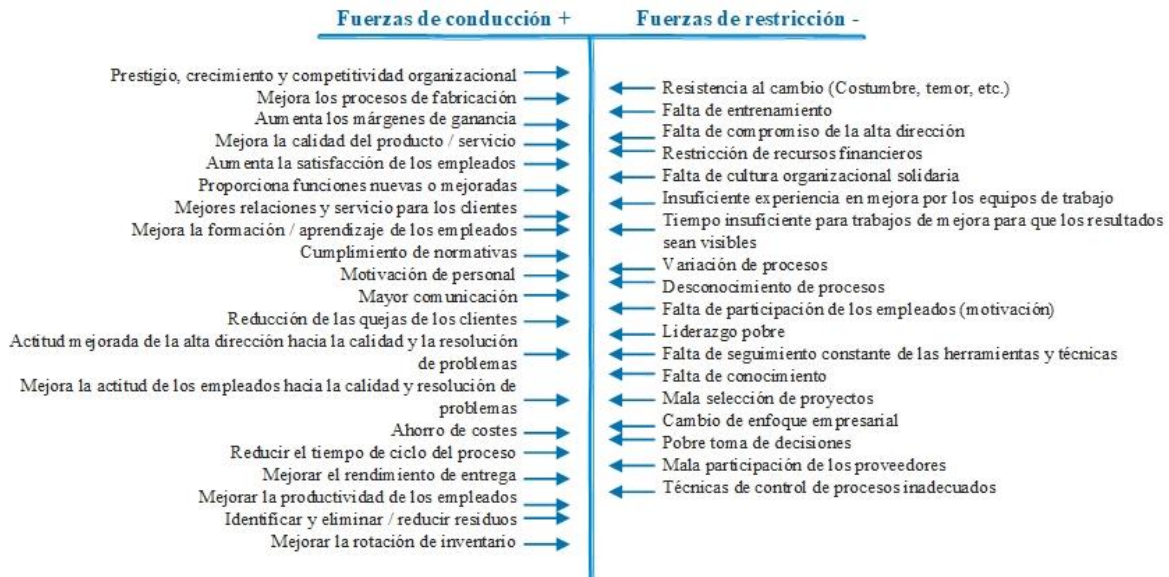 Fuerzas de conducción +
Prestigio, crecimiento y competitividad organizacional
Mejora los procesos de fabricación
Aumenta los márgenes de ganancia
Mejora la calidad del producto / servicio
Aumenta la satisfacción de los empleados
Proporciona funciones nuevas o mejoradas
Mejores relaciones y servicio para los clientes
Mejora la formación / aprendizaje de los empleados
Cumplimiento de normativas
Motivación de personal
Mayor comunicación
Reducción de las quejas de los clientes
Actitud mejorada de la alta dirección hacia la calidad y la resolución
de problemas
Mejora la actitud de los empleados hacia la calidad y resolución de
problemas
Ahorro de costes
Reducir el tiempo de ciclo del proceso
Mejorar el rendimiento de entrega
Mejorar la productividad de los empleados
Identificar y eliminar / reducir residuos
Mejorar la rotación de inventario
Fuerzas de restricción -
Resistencia al cambio (Costumbre, temor, etc.)
Falta de entrenamiento
Falta de compromiso de la alta dirección
Restricción de recursos financieros
Falta de cultura organizacional solidaria
Insuficiente experiencia en mejora por los equipos de trabajo
Tiempo insuficiente para trabajos de mejora para que los resultados
sean visibles
Variación de procesos
Desconocimiento de procesos
Falta de participación de los empleados (motivación)
Liderazgo pobre
Falta de seguimiento constante de las herramientas y técnicas
Falta de conocimiento
Mala selección de proyectos
Cambio de enfoque empresarial
Pobre toma de decisiones
Mala participación de los proveedores
Técnicas de control de procesos inadecuados